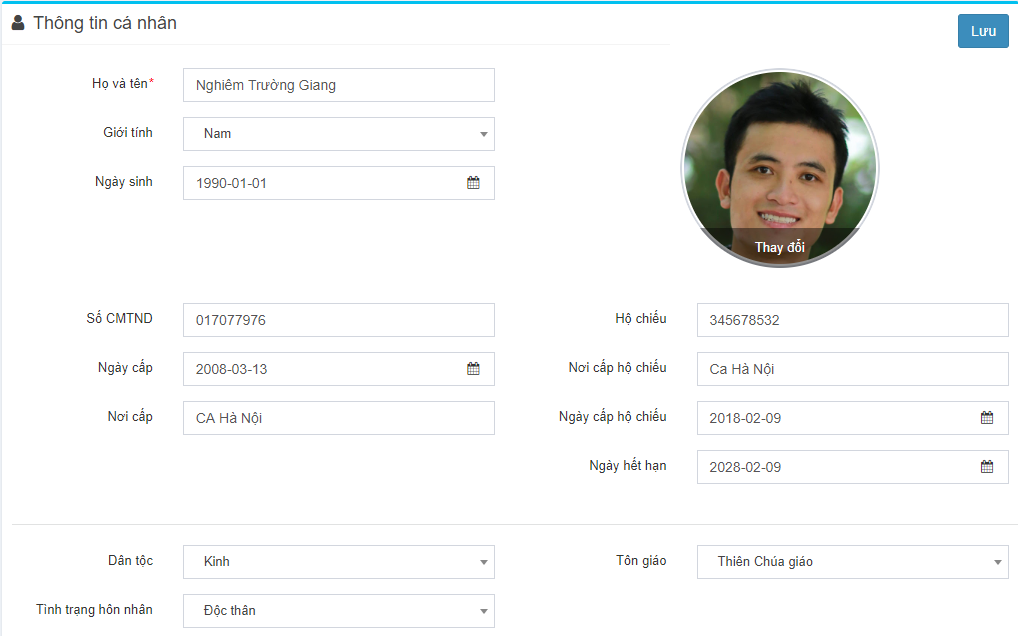 Thông tin cá nhân
Lưu
Họ và tên*
Nghiêm Trường Giang
Giới tính
Nam
Ngày sinh
1990-01-01
Thay đổi
Số CMTND
017077976
Hộ chiếu
345678532
Ngày cấp
2008-03-13
Nơi cấp hộ chiếu
Ca Hà Nội
Nơi cấp
CA Hà Nội
Ngày cấp hộ chiếu
2018-02-09
Ngày hết hạn
2028-02-09
Dân tộc
Kinh
Tôn giáo
Thiên Chúa giáo
Tình trạng hôn nhân
Độc thân